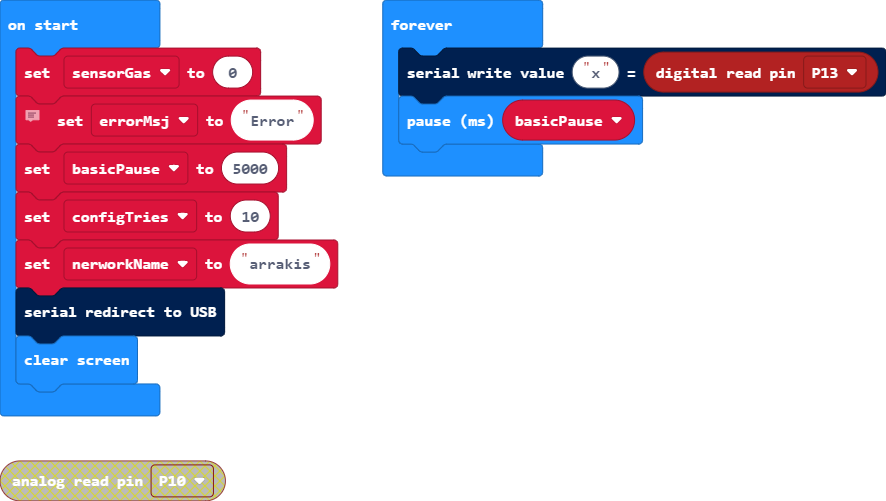 on start
set sensorGas to 0
set errorMsj to "Error"
set basicPause to 5000
set configTries to 10
set nerworkName to "arrakis"
serial redirect to USB
clear screen
forever
serial write value "x" = digital read pin P13
pause (ms) basicPause
analog read pin P10